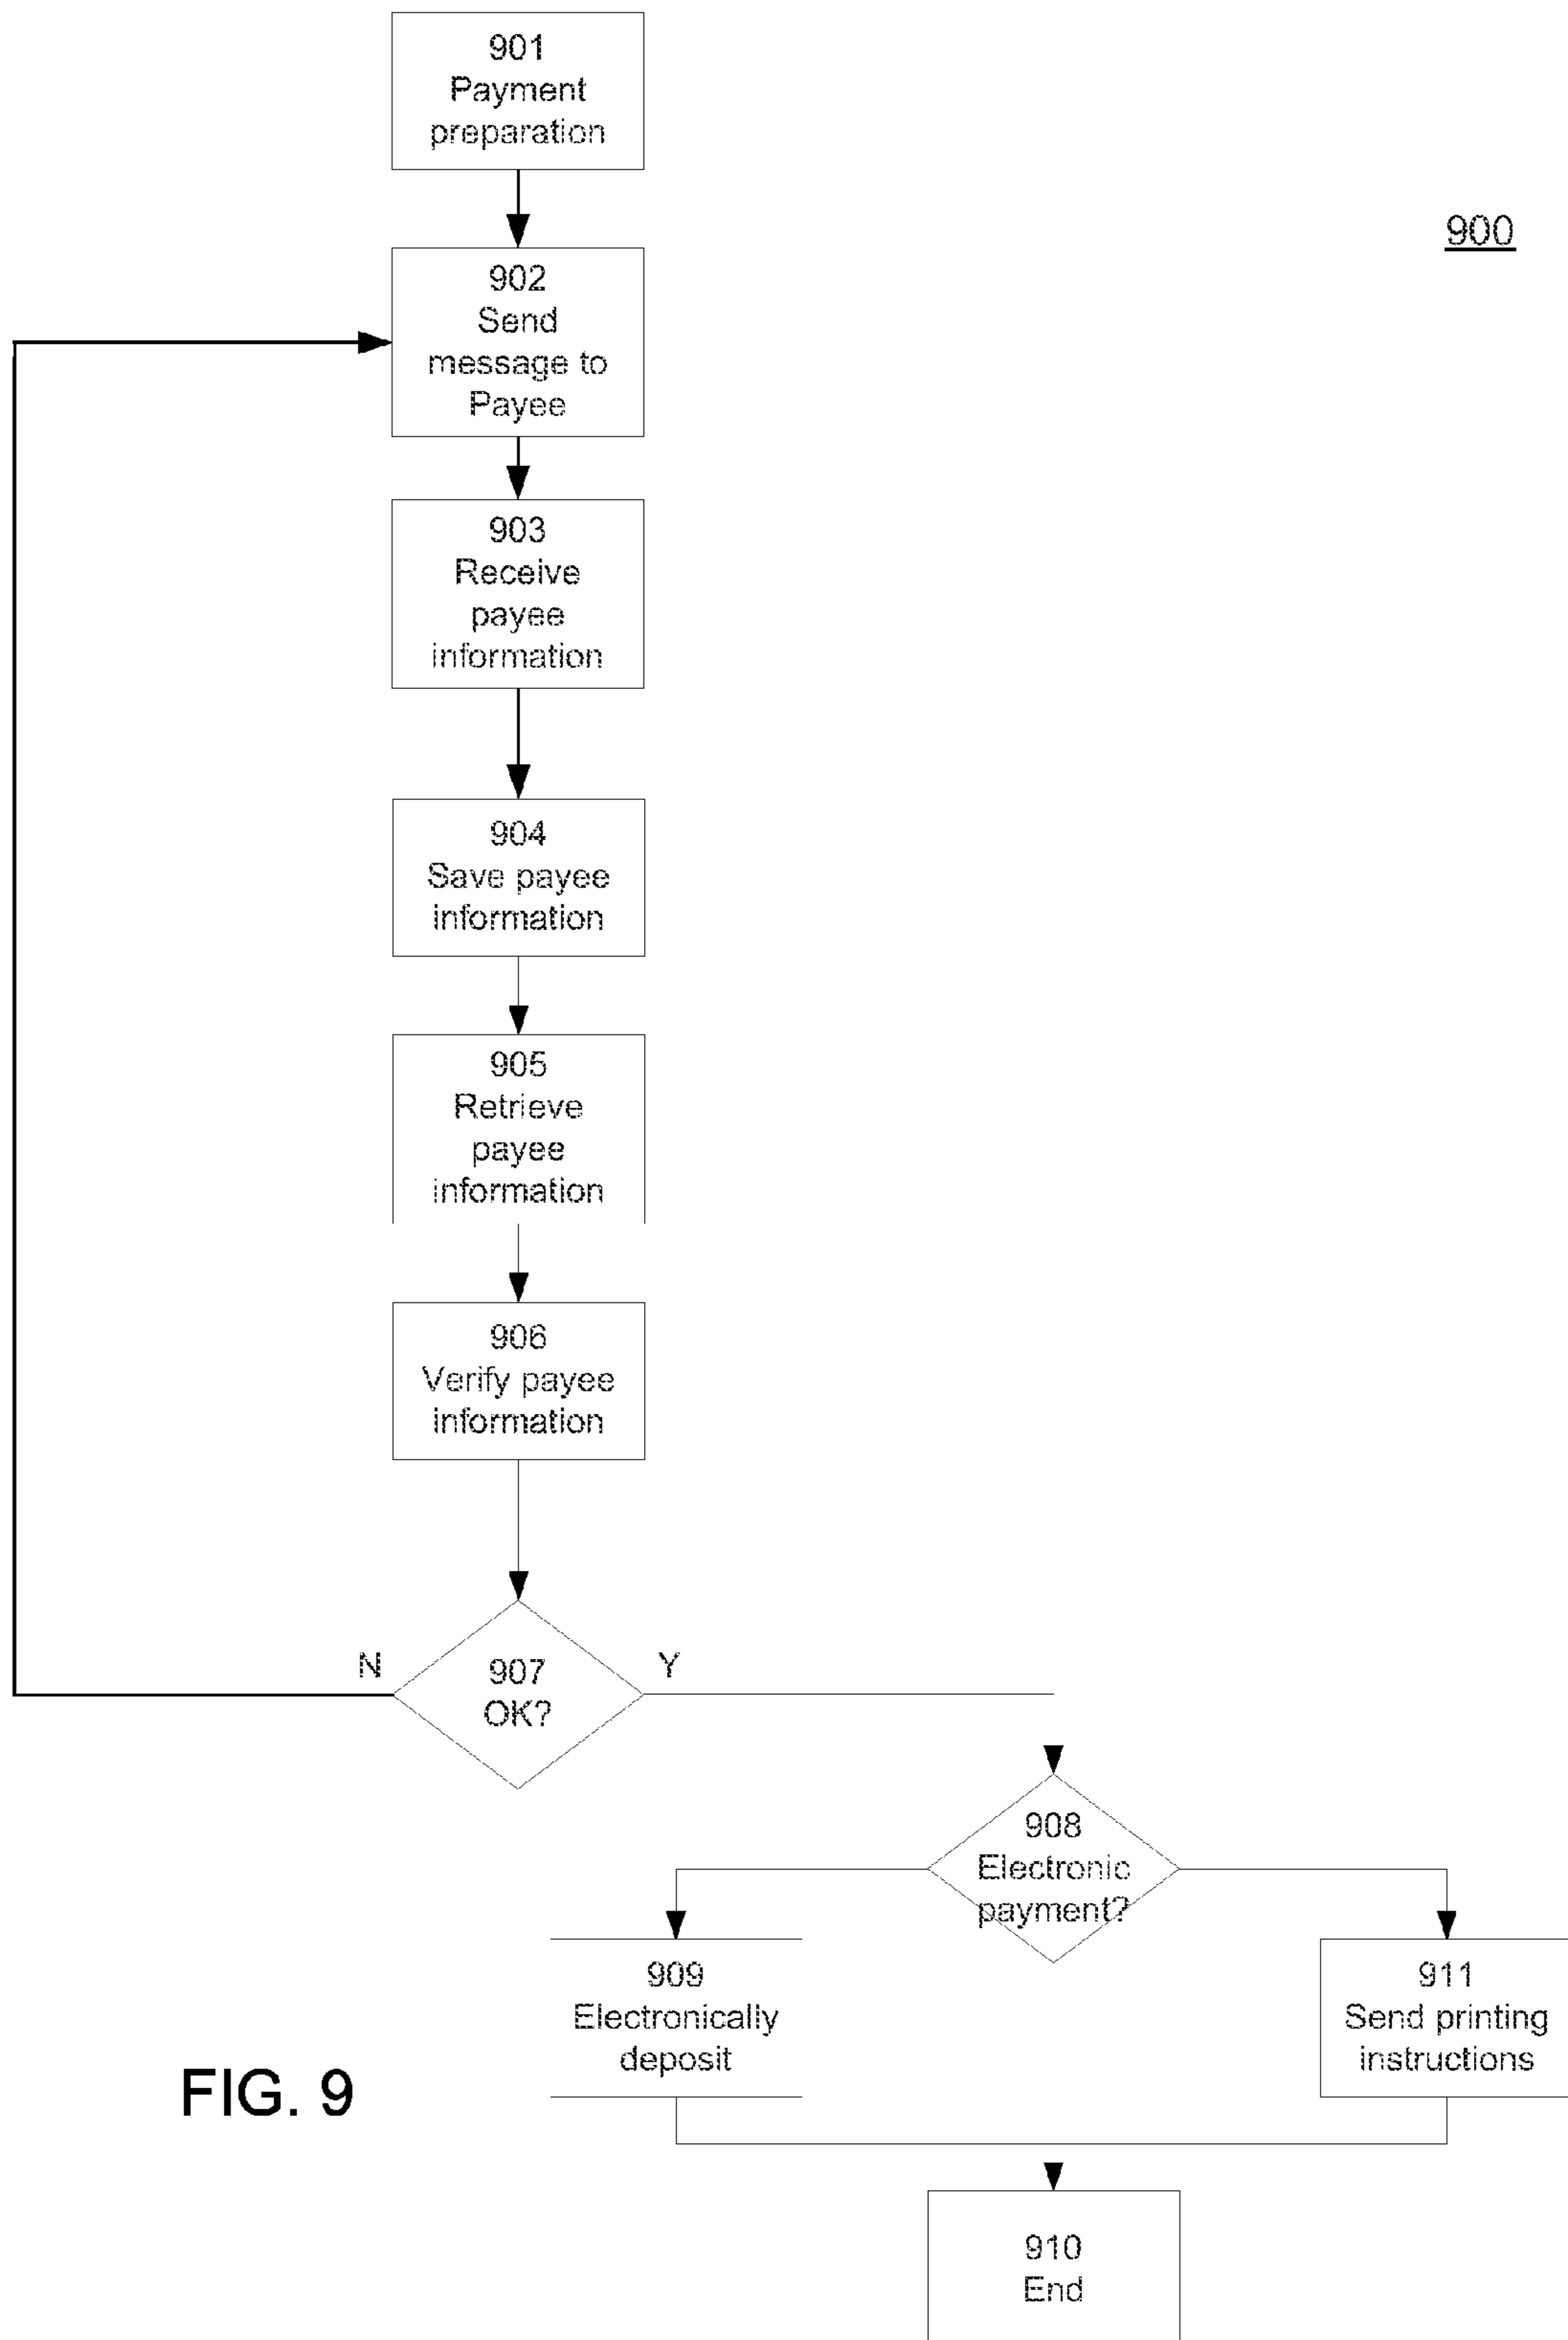 901
Payment
preparation
900
902
Send
message to
Payee
903
Receive
payee
information
904
Save payee
information
905
Retrieve
payee
information
906
Verify payee
information
N
907
OK?
Y
908
Electronic
payment?
909
Electronically
deposit
911
Send printing
instructions
FIG. 9
910
End